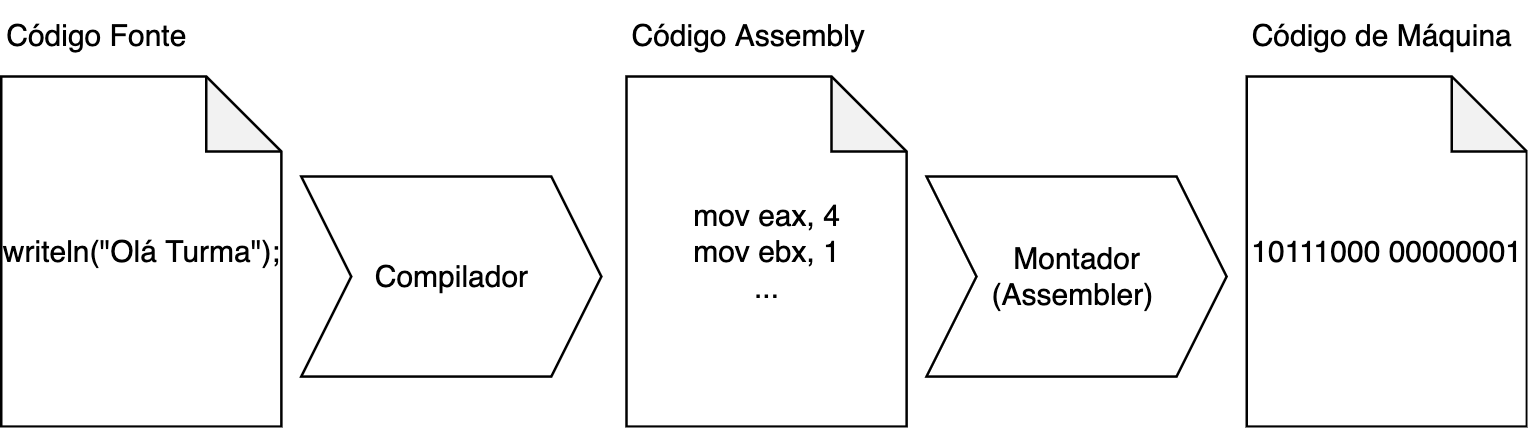 Código Fonte
writeln("Olá Turma");
Compilador
Código Assembly
mov eax, 4
mov ebx, 1
...
Montador
(Assembler)
Código de Máquina
10111000 00000001